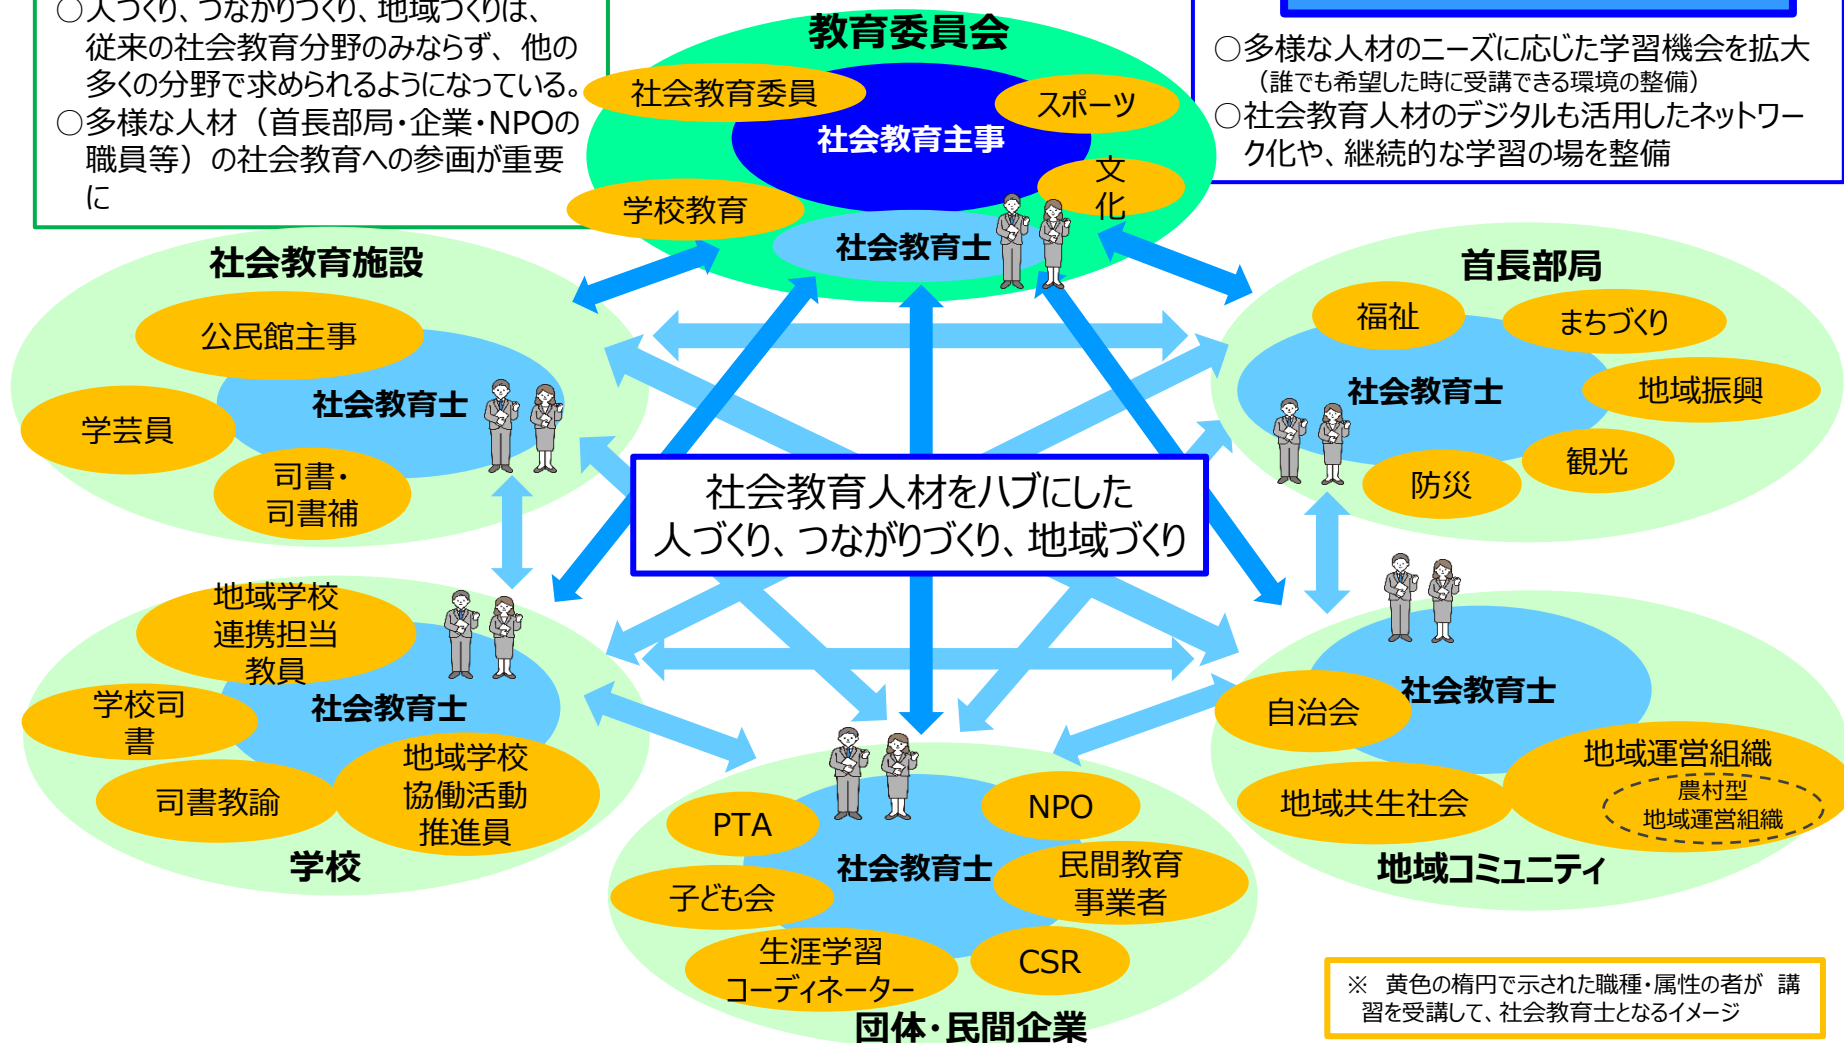 ○人づくり、つながりづくり、地域づくりは、
従来の社会教育分野のみならず、他の
多くの分野で求められるようになっている。
○多様な人材（首長部局・企業・NPOの
職員等）の社会教育への参画が重要
に
教育委員会
社会教育委員
スポーツ
社会教育主事
文
化
学校教育
社会教育士
○多様な人材のニーズに応じた学習機会を拡大
（誰でも希望した時に受講できる環境の整備）
○社会教育人材のデジタルも活用したネットワー
ク化や、継続的な学習の場を整備
社会教育施設
公民館主事
社会教育士
学芸員
司書・
司書補
首長部局
福祉
まちづくり
社会教育士
地域振興
観光
防災
社会教育人材をハブにした
人づくり、つながりづくり、地域づくり
地域学校
連携担当
教員
社会教育士
学校司
書
地域学校
協働活動
推進員
司書教諭
学校
社会教育士
自治会
地域運営組織
農村型
地域運営組織
地域共生社会
地域コミュニティ
PTA
NPO
社会教育士
民間教育
事業者
子ども会
生涯学習
コーディネーター
CSR
団体・民間企業
※　黄色の楕円で示された職種・属性の者が　講
習を受講して、社会教育士となるイメージ